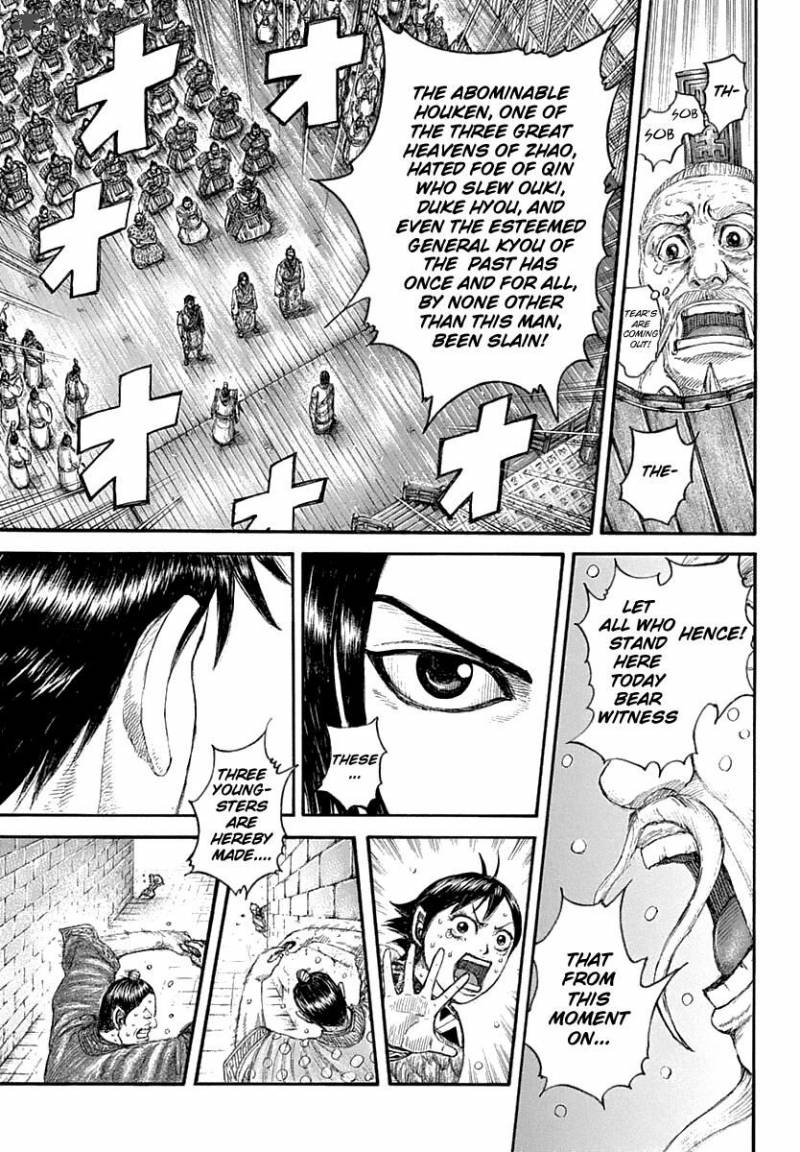 TH-
SOB
SOB
TEAR'S
ARE
COMING
OUT!
THE-
THE ABOMINABLE
HOUKEN, ONE OF
THE THREE GREAT
HEAVENS OF ZHAO,
HATED FOE OF QIN
WHO SLEW OUKI,
DUKE HYOU, AND
EVEN THE ESTEEMED
GENERAL KYOU OF
THE PAST HAS
ONCE AND FOR ALL,
BY NONE OTHER
THAN THIS MAN,
BEEN SLAIN!
オ
オ
オ
オ
オ
オ
オ
HENCE!
LET
ALL WHO
STAND
HERE
TODAY
BEAR
WITNESS
THAT
FROM
THIS
MOMENT
ON...
THESE
...
THREE
YOUNG-
STERS
ARE
HEREBY
MADE....